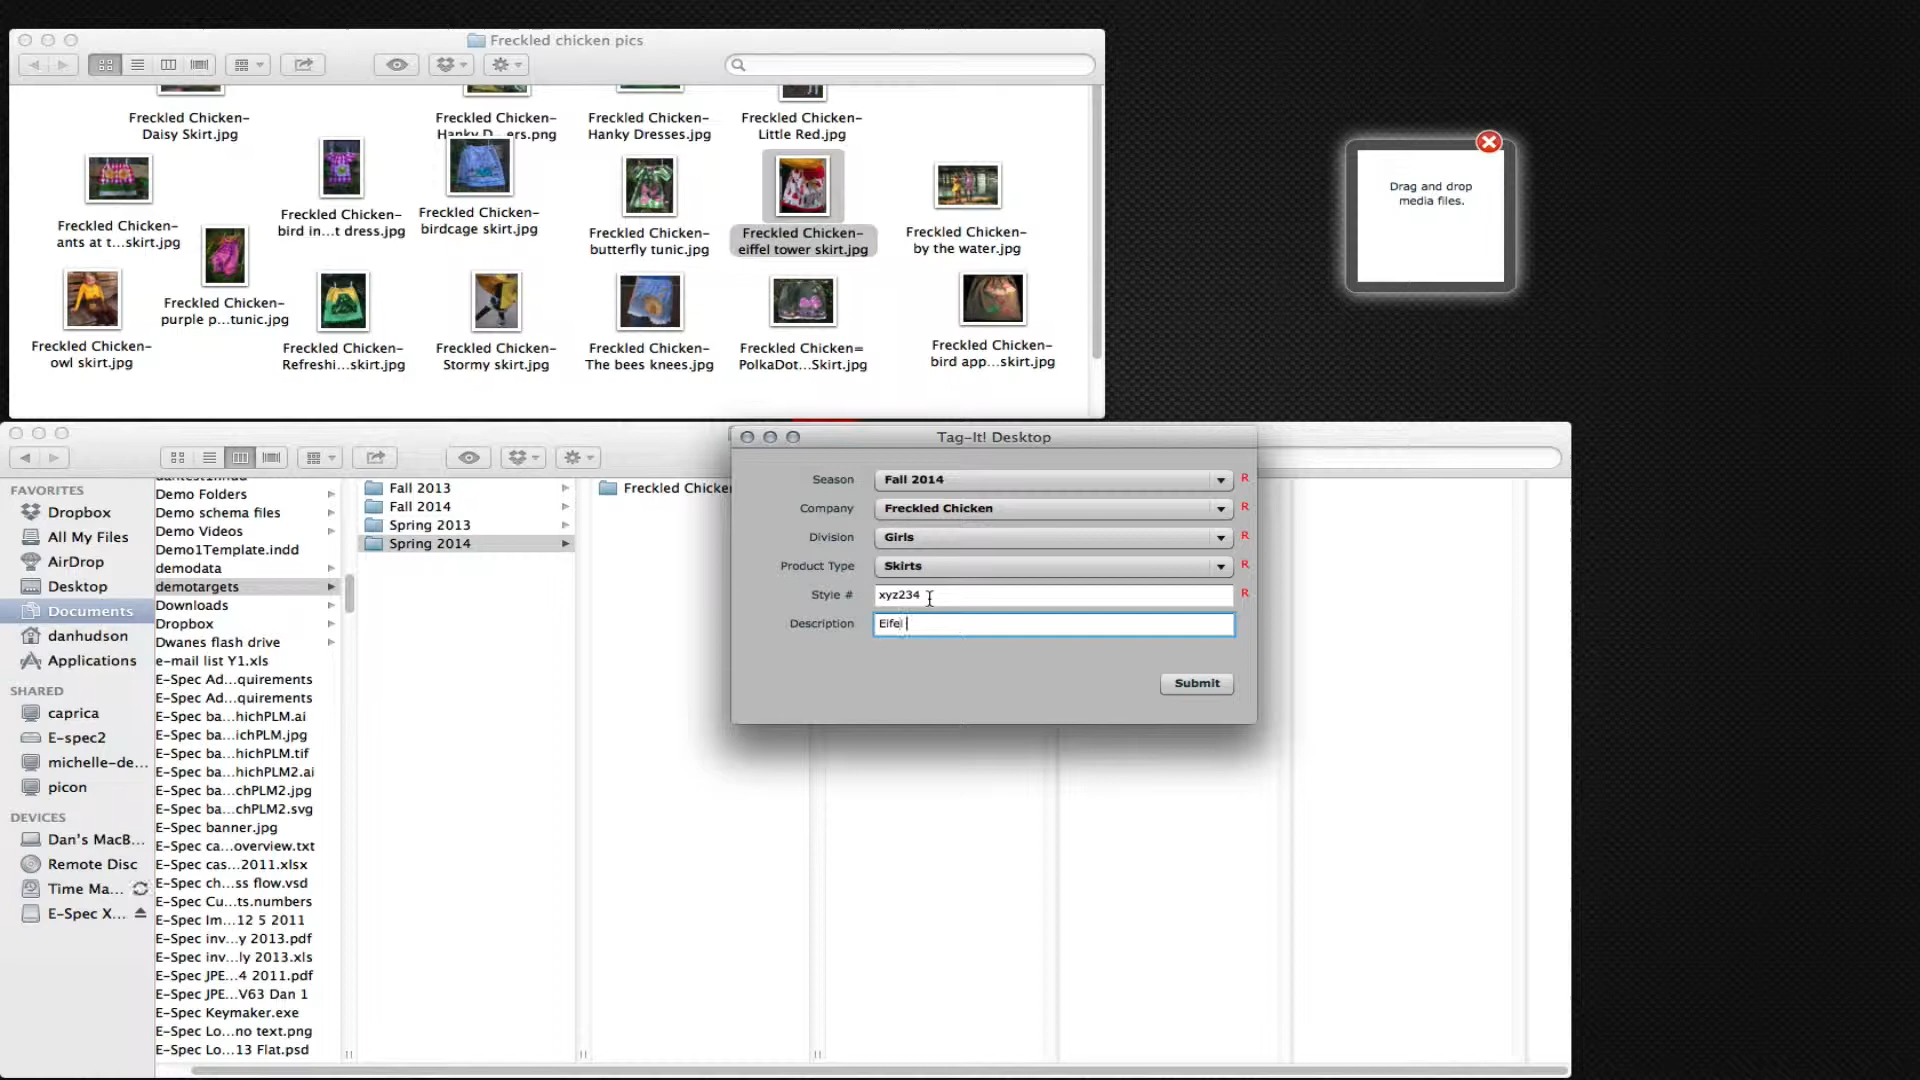 Freckled chicken pics
Freckled Chicken-
Daisy Skirt.jpg
Freckled Chicken-
Hanky D...ers.png
Freckled Chicken-
Hanky Dresses.jpg
Freckled Chicken-
Little Red.jpg
Freckled Chicken-
ants at t...skirt.jpg
Freckled Chicken-
bird in...t dress.jpg
Freckled Chicken-
birdcage skirt.jpg
Freckled Chicken-
butterfly tunic.jpg
Freckled Chicken-
eiffel tower skirt.jpg
Freckled Chicken-
by the water.jpg
Freckled Chicken-
purple p...tunic.jpg
Freckled Chicken-
owl skirt.jpg
Freckled Chicken-
Refreshi...skirt.jpg
Freckled Chicken-
Stormy skirt.jpg
Freckled Chicken-
The bees knees.jpg
Freckled Chicken=
PolkaDot...Skirt.jpg
Freckled Chicken-
bird app...skirt.jpg
Drag and drop
media files.
FAVORITES
Dropbox
All My Files
AirDrop
Desktop
Documents
danhudson
Applications
SHARED
caprica
E-spec2
michelle-de...
picon
DEVICES
Dan's MacB...
Remote Disc
Time Ma...
E-Spec X...
Demo Folders
Demo schema files
Demo Videos
Demo1Template.indd
demodata
demotargets
Downloads
Dropbox
Dwanes flash drive
e-mail list Y1.xls
E-Spec Ad...quirements
E-Spec Ad...quirements
E-Spec ba...hichPLM.ai
E-Spec ba...ichPLM.jpg
E-Spec ba...hichPLM.tif
E-Spec ba...hichPLM2.ai
E-Spec ba...chPLM2.jpg
E-Spec ba...chPLM2.svg
E-Spec banner.jpg
E-Spec ca...overview.txt
E-Spec cas...2011.xlsx
E-Spec ch...ss flow.vsd
E-Spec Cu...ts.numbers
E-Spec Im...12 5 2011
E-Spec inv...y 2013.pdf
E-Spec inv...ly 2013.xls
E-Spec JPE...4 2011.pdf
E-Spec JPE...V63 Dan 1
E-Spec Keymaker.exe
E-Spec Lo...no text.png
E-Spec Lo...13 Flat.psd
Fall 2013
Fall 2014
Spring 2013
Spring 2014
Freckled Chicke
Tag-It! Desktop
Season Fall 2014 R
Company Freckled Chicken R
Division Girls R
Product Type Skirts R
Style # xyz234 R
Description Eifel
Submit